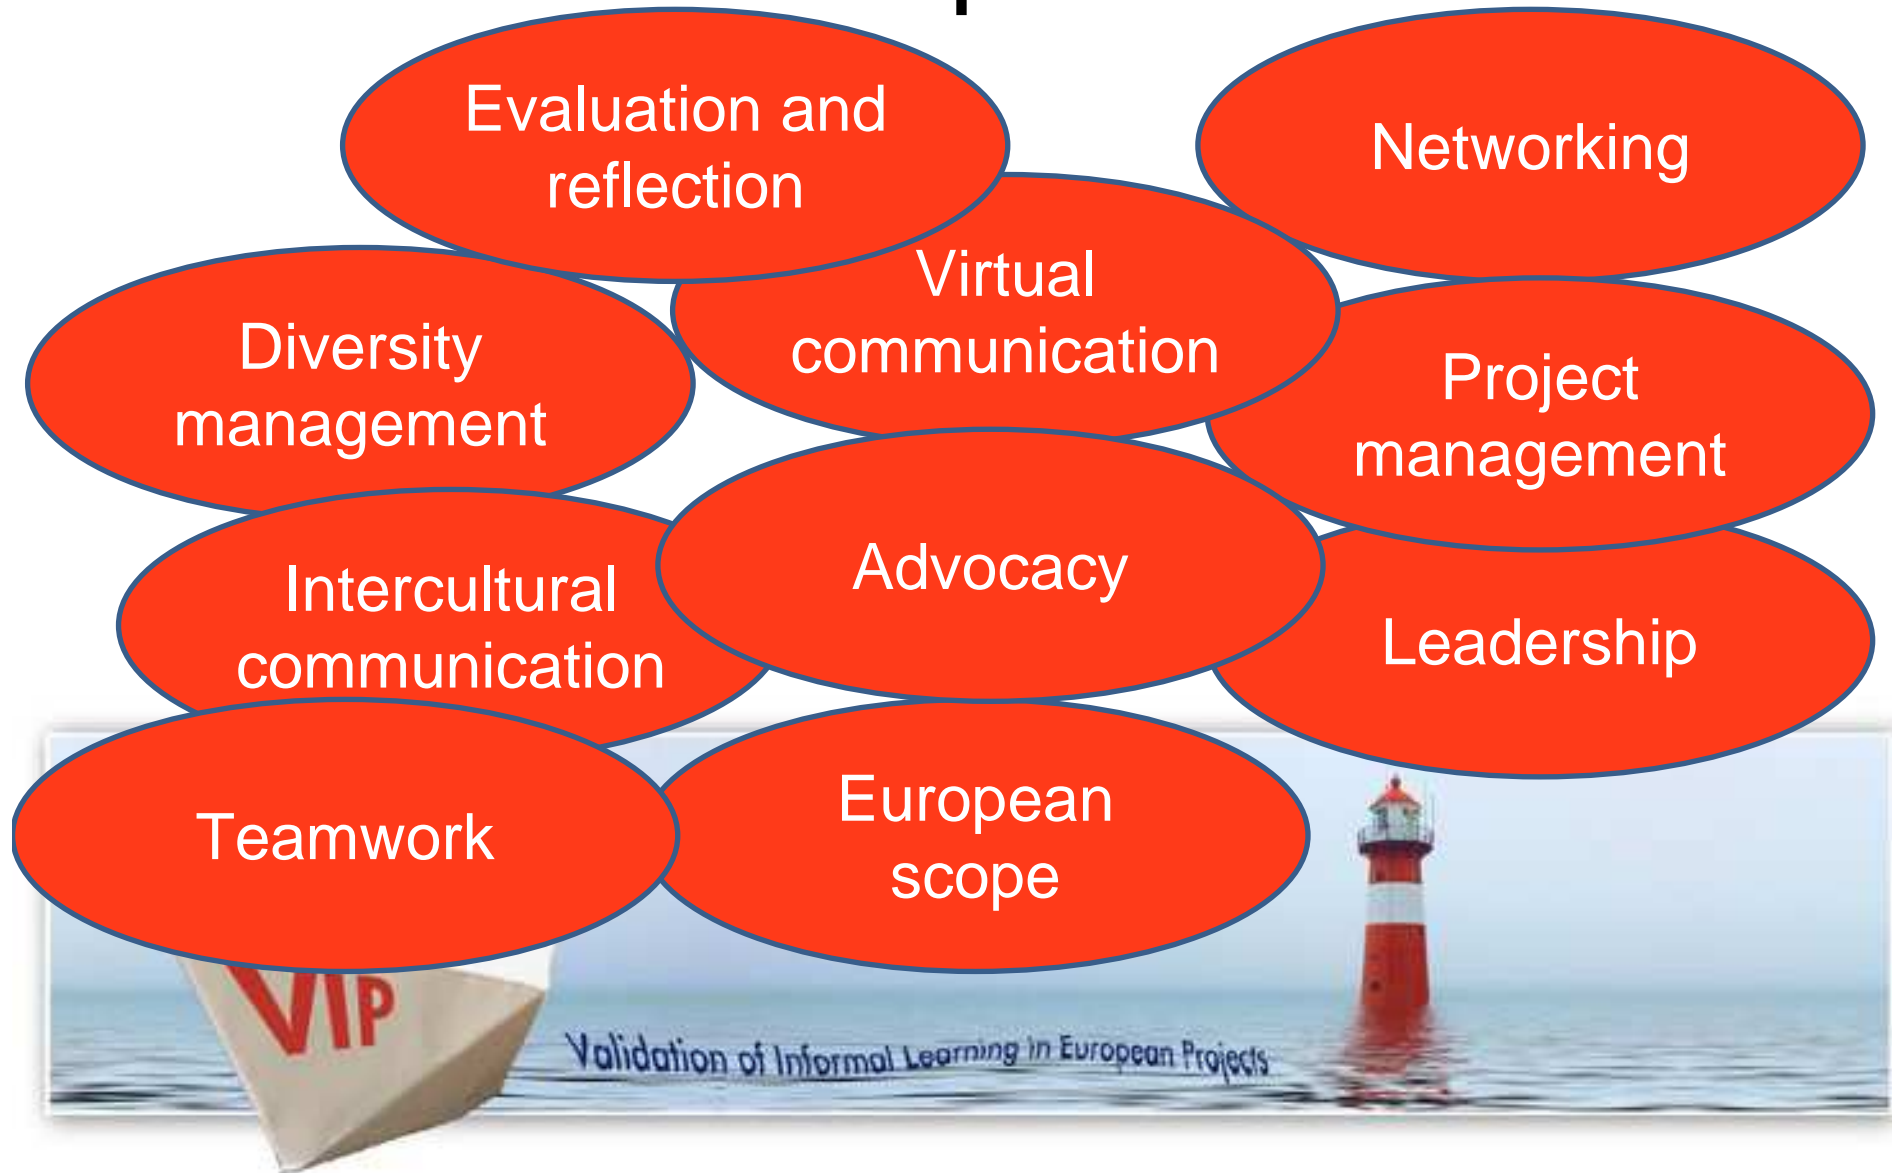 Evaluation and
reflection
Networking
Virtual
communication
Diversity
management
Project
management
Advocacy
Intercultural
communication
Leadership
European
scope
Teamwork
VIP
Validation of Informal Learning in European Projects